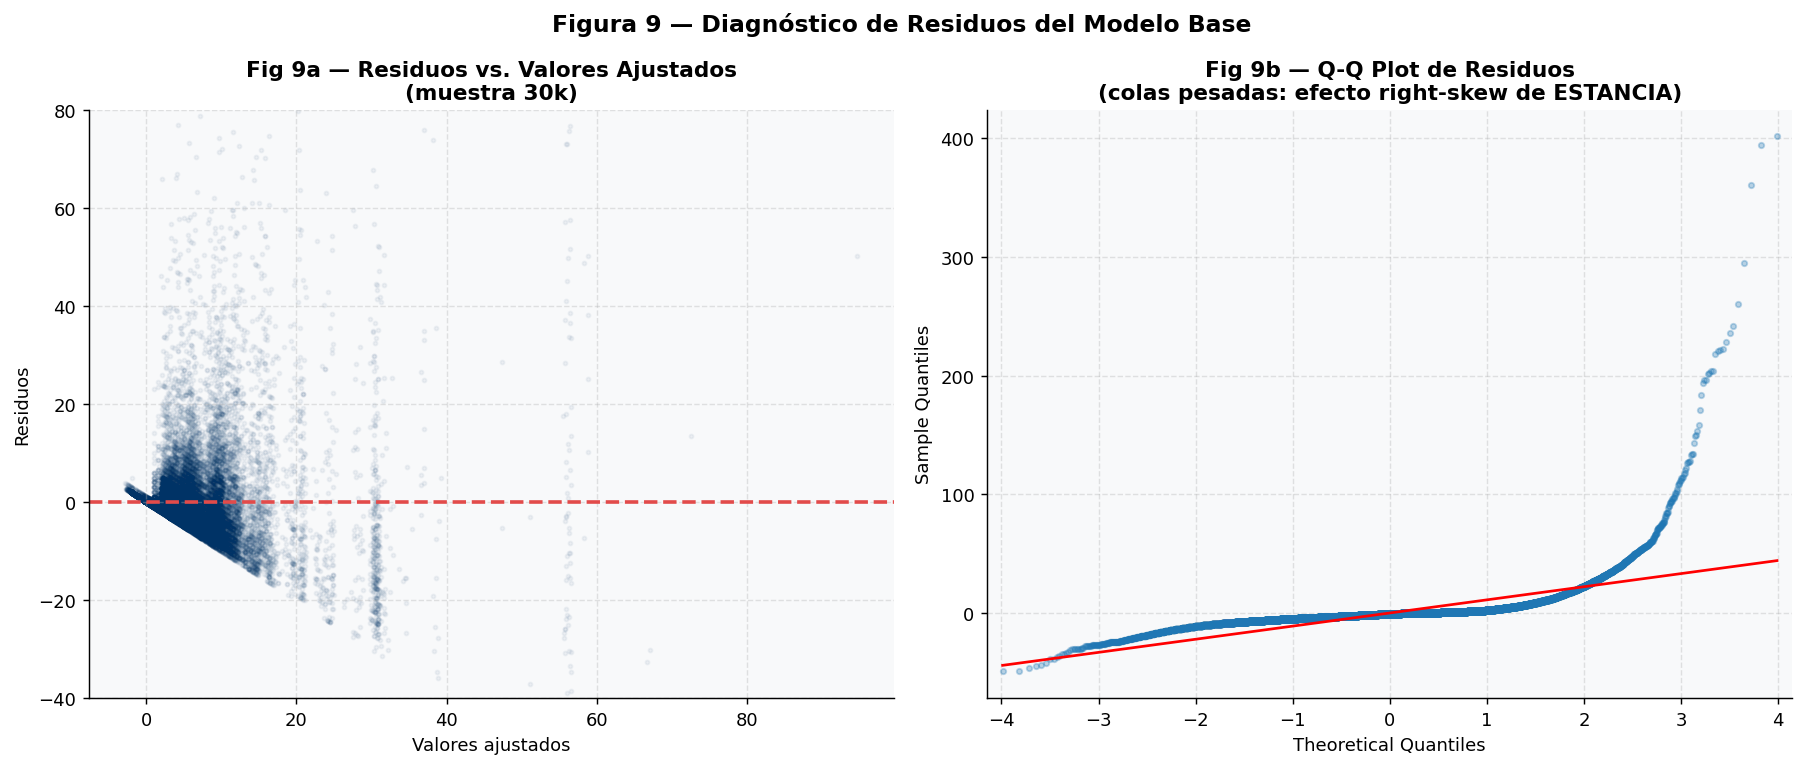 Figura 9 — Diagnóstico de Residuos del Modelo Base
Fig 9a — Residuos vs. Valores Ajustados
(muestra 30k)
80
60
40
20
0
−20
−40
Residuos
0
20
40
60
80
Valores ajustados
Fig 9b — Q-Q Plot de Residuos
(colas pesadas: efecto right-skew de ESTANCIA)
400
300
200
100
0
Sample Quantiles
−4
−3
−2
−1
0
1
2
3
4
Theoretical Quantiles